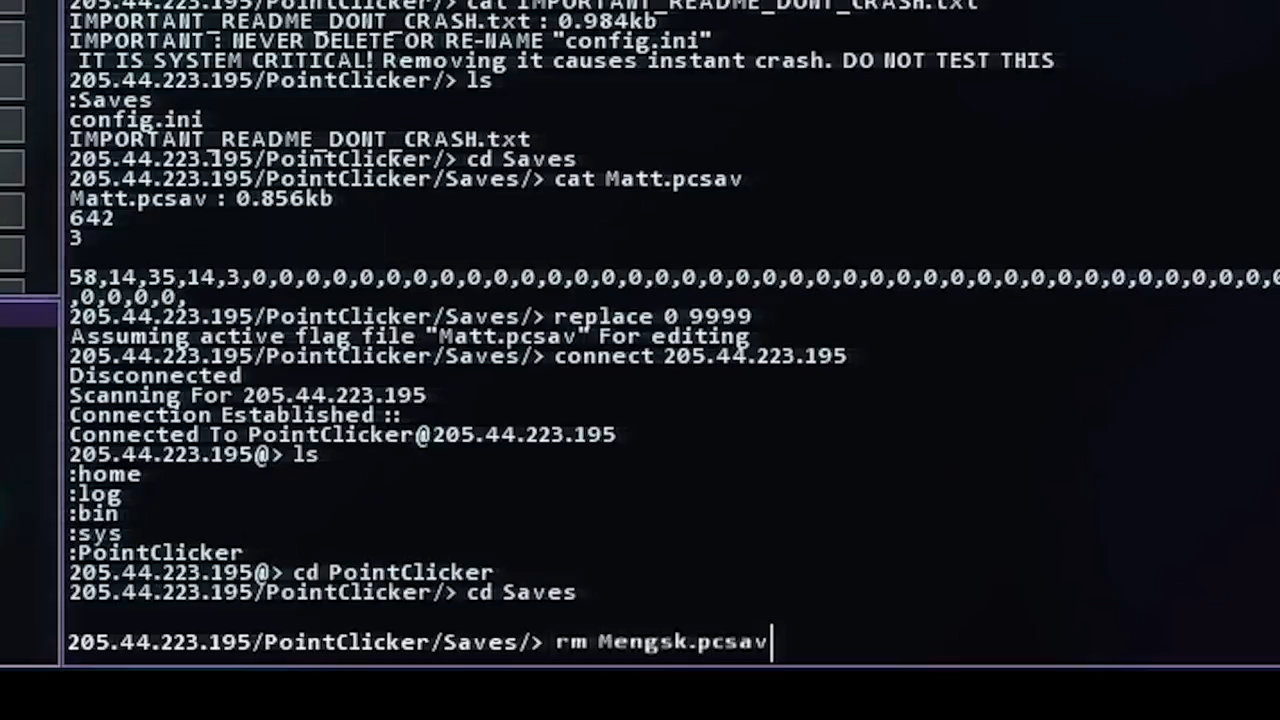 205.44.223.195/PointClicker/> cat IMPORTANT_README_DONT_CRASH.txt
IMPORTANT_README_DONT_CRASH.txt : 0.984kb
IMPORTANT : NEVER DELETE OR RE-NAME "config.ini"
IT IS SYSTEM CRITICAL! Removing it causes instant crash. DO NOT TEST THIS
205.44.223.195/PointClicker/> ls
:Saves
config.ini
IMPORTANT_README_DONT_CRASH.txt
205.44.223.195/PointClicker/> cd Saves
205.44.223.195/PointClicker/Saves/> cat Matt.pcsav
Matt.pcsav : 0.856kb
642
3
58,14,35,14,3,0,0,0,0,0,0,0,0,0,0,0,0,0,0,0,0,0,0,0,0,0,0,0,0,0,0,0,0,0,0,0,0,0,0,0,0,0,0,0
,0,0,0,0,
205.44.223.195/PointClicker/Saves/> replace 0 9999
Assuming active flag file "Matt.pcsav" For editing
205.44.223.195/PointClicker/Saves/> connect 205.44.223.195
Disconnected
Scanning For 205.44.223.195
Connection Established ::
Connected To PointClicker@205.44.223.195
205.44.223.195@> ls
:home
:log
:bin
:sys
:PointClicker
205.44.223.195@> cd PointClicker
205.44.223.195/PointClicker/> cd Saves
205.44.223.195/PointClicker/Saves/> rm Mengsk.pcsav